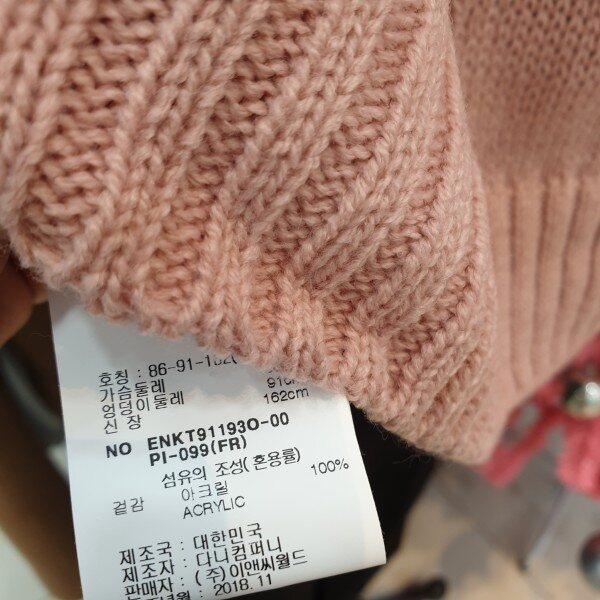 호칭 : 86-91-162(
가슴둘레
엉덩이둘레 91cm
신 장 162cm
NO ENKT91193O-00
PI-099(FR)
섬유의 조성(혼용률)
겉감 아크릴 100%
ACRYLIC
제조국 : 대한민국
제조자 : 다니컴퍼니
판매자 : (주)이앤씨월드
2018.11